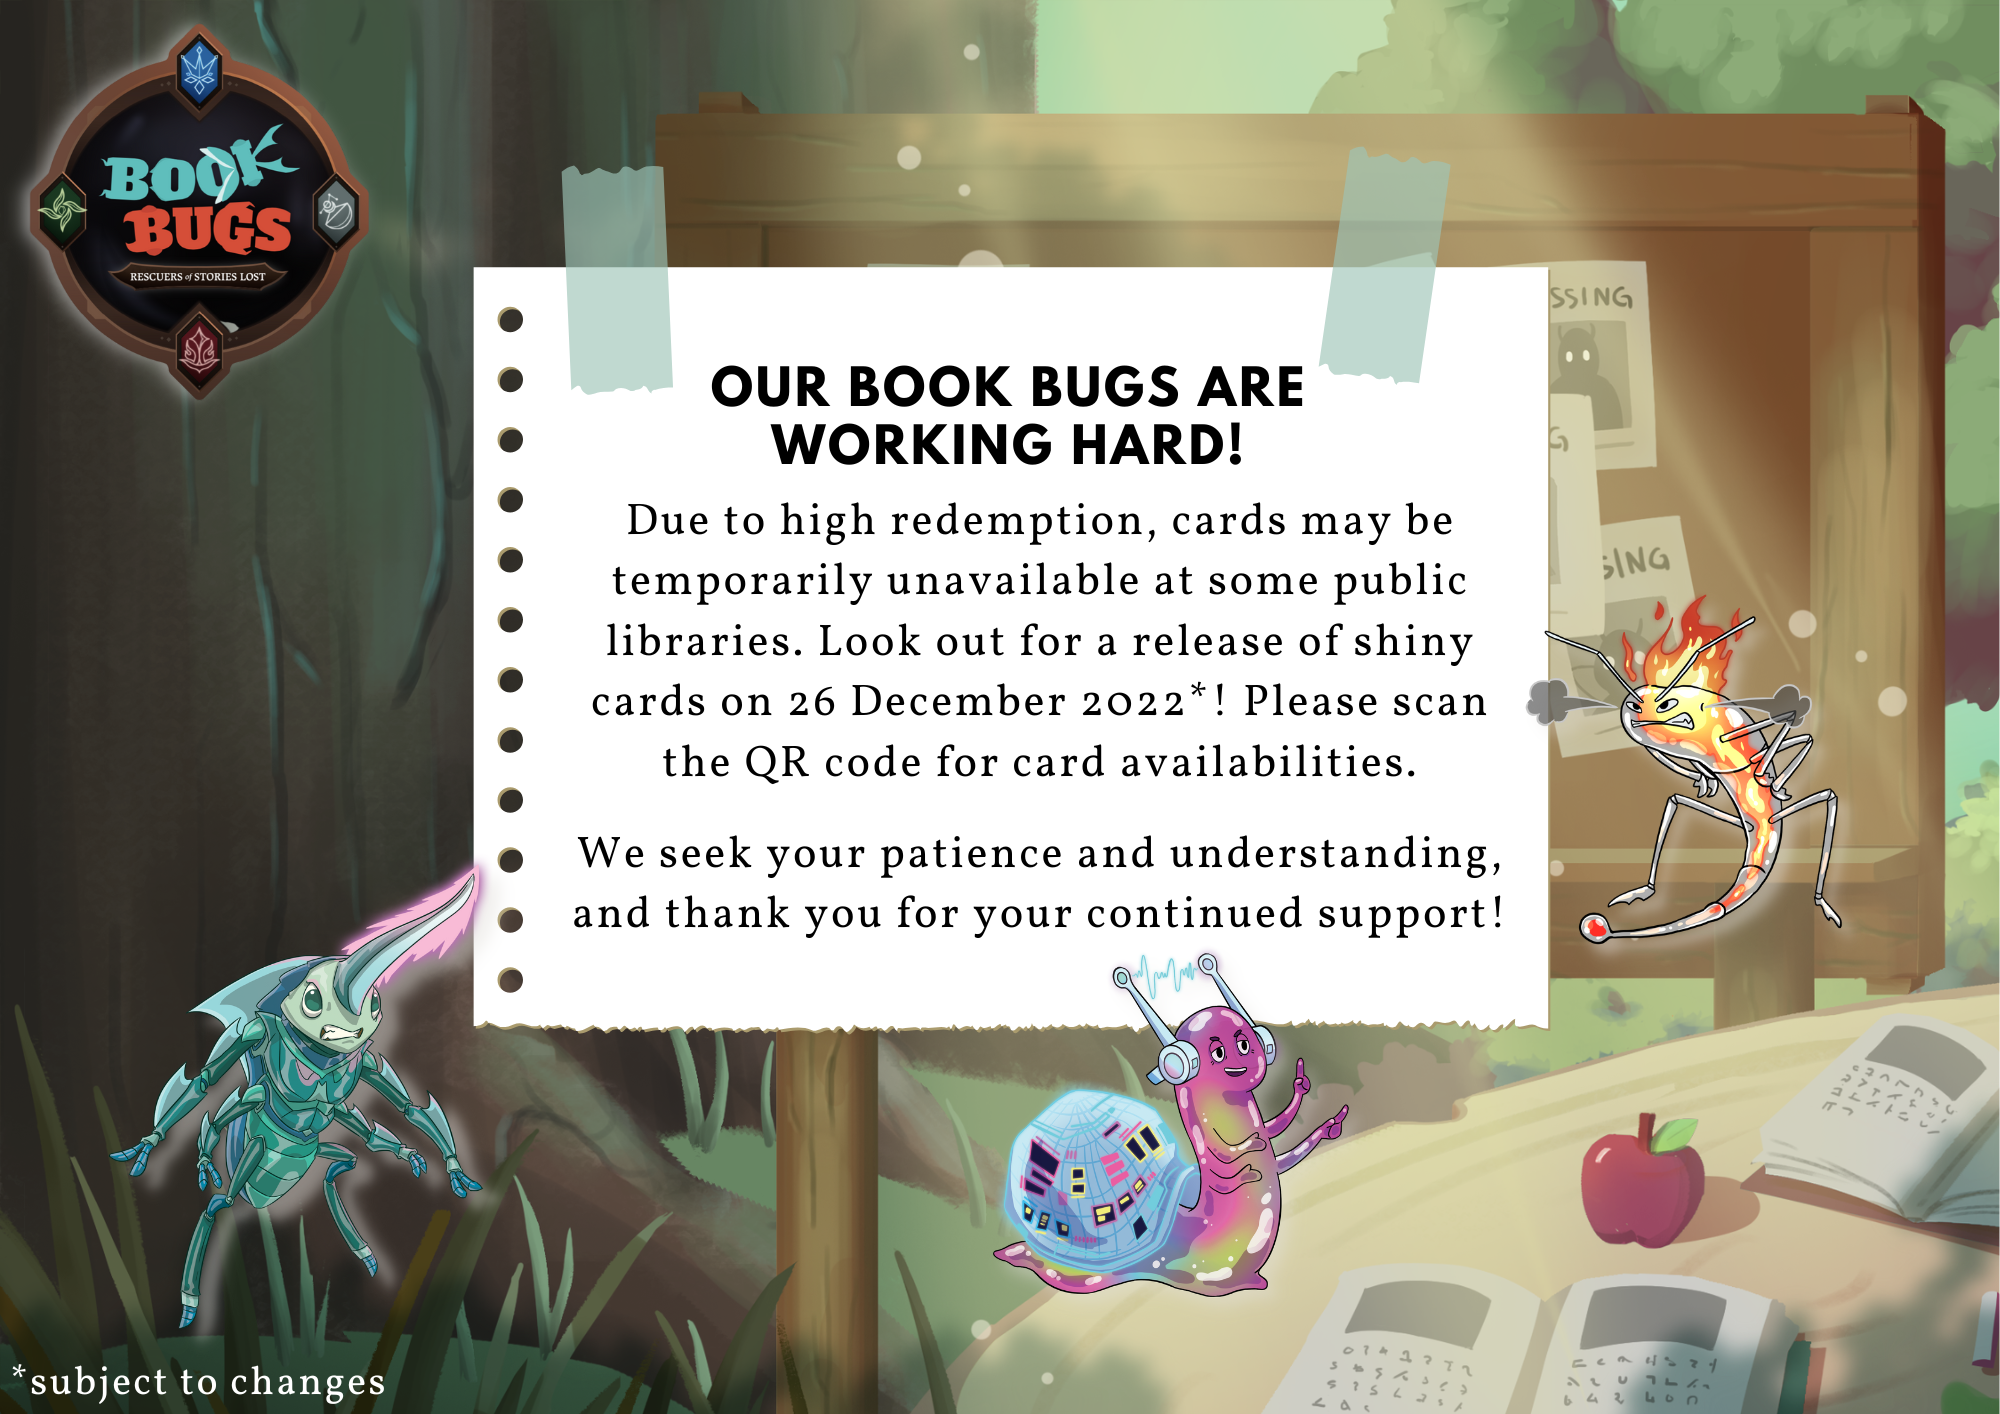 BOOK
BUGS
RESCUERS of STORIES LOST
OUR BOOK BUGS ARE
WORKING HARD!
Due to high redemption, cards may be
temporarily unavailable at some public
libraries. Look out for a release of shiny
cards on 26 December 2022*! Please scan
the QR code for card availabilities.
We seek your patience and understanding,
and thank you for your continued support!
SSING
G
SING
*subject to changes